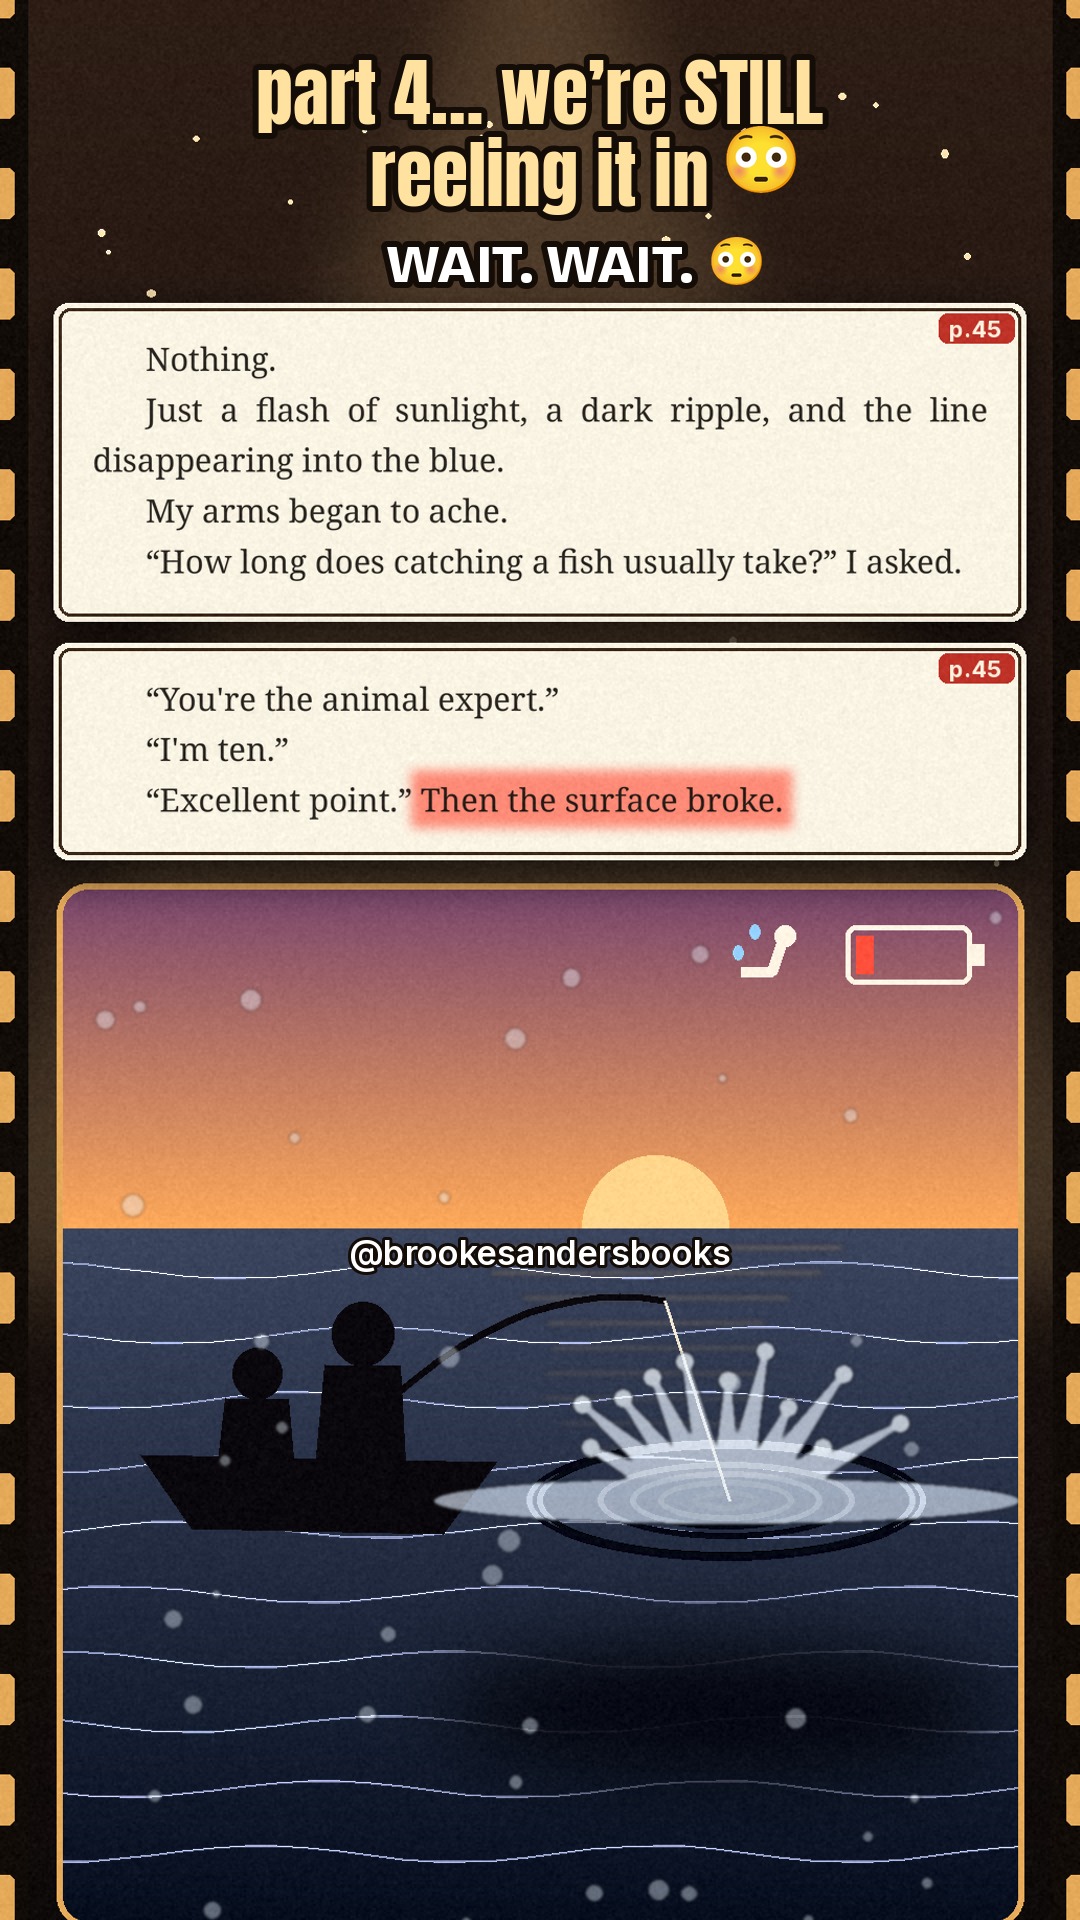 part 4... we’re STILL
reeling it in 😳
WAIT. WAIT. 😳
p.45
Nothing.
Just a flash of sunlight, a dark ripple, and the line
disappearing into the blue.
My arms began to ache.
“How long does catching a fish usually take?” I asked.
p.45
“You're the animal expert.”
“I'm ten.”
“Excellent point.” Then the surface broke.
@brookesandersbooks